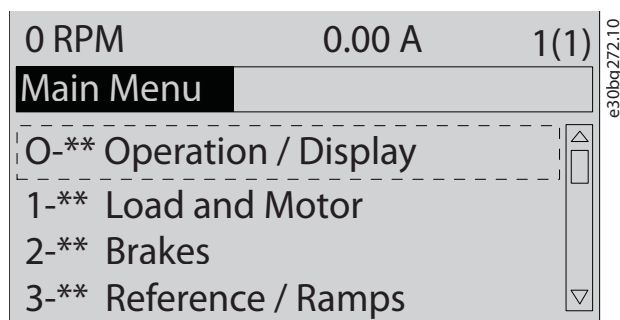 0 RPM 0.00 A 1(1)
Main Menu
O-** Operation / Display
1-** Load and Motor
2-** Brakes
3-** Reference / Ramps
e30bq272.10